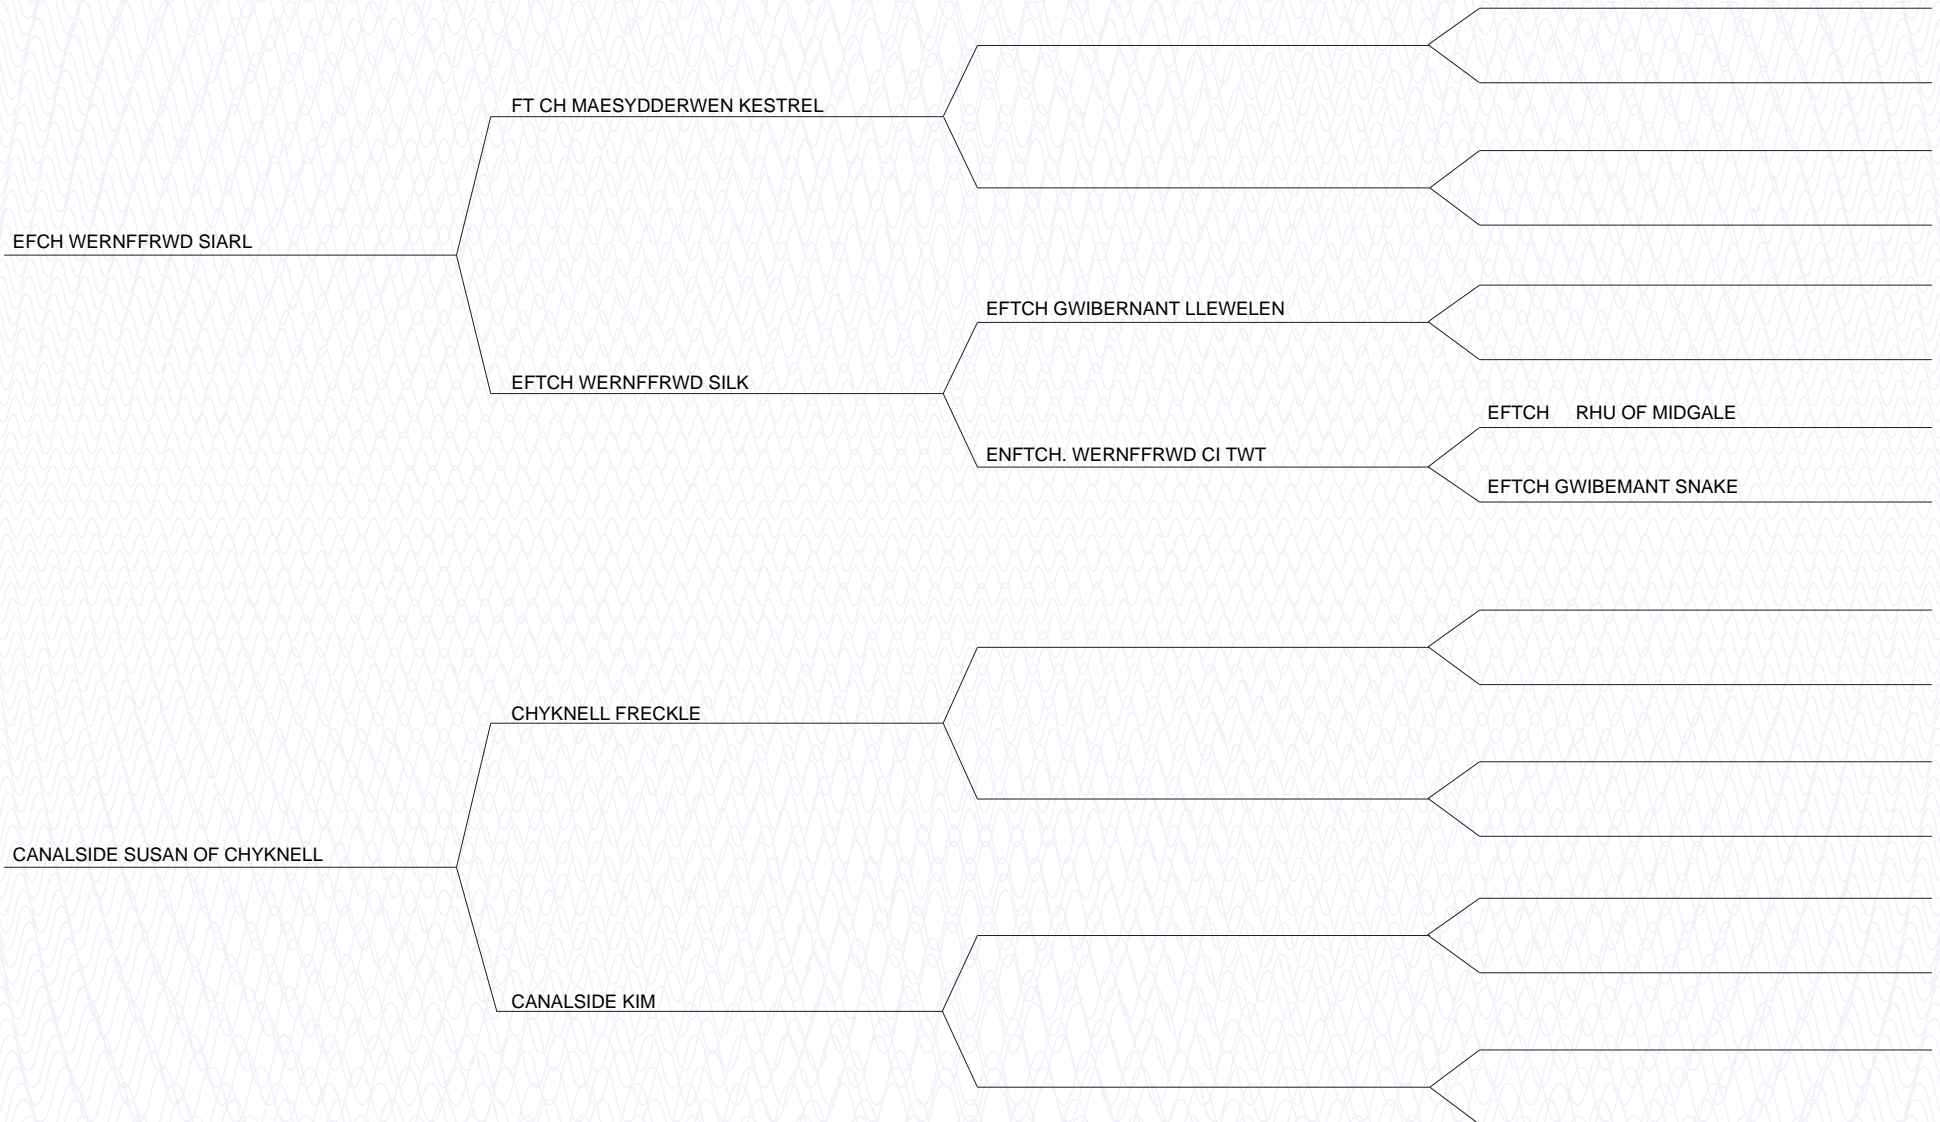 FT CH MAESYDDERWEN KESTREL
EFCH WERNFFRWD SIARL
EFTCH GWIBERNANT LLEWELEN
EFTCH WERNFFRWD SILK
EFTCH RHU OF MIDGALE
ENFTCH. WERNFFRWD CI TWT
EFTCH GWIBEMANT SNAKE
CHYKNELL FRECKLE
CANALSIDE SUSAN OF CHYKNELL
CANALSIDE KIM